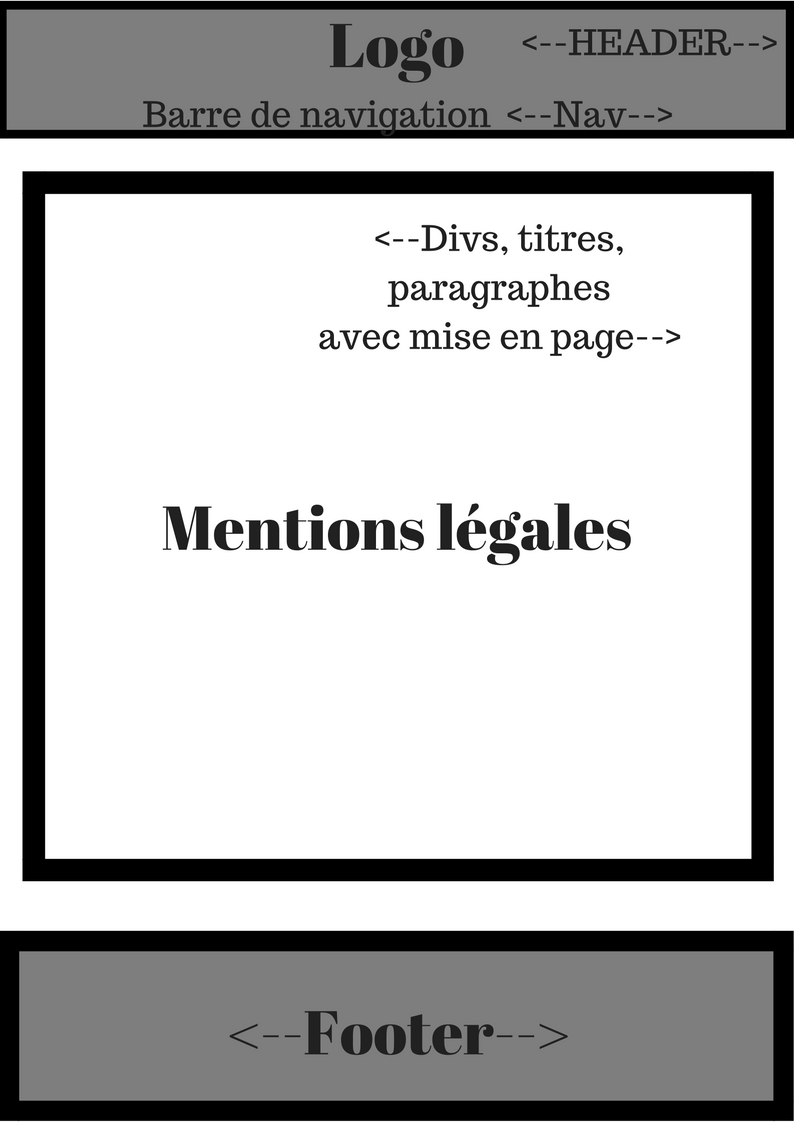 Logo <--HEADER-->
Barre de navigation <--Nav-->
<--Divs, titres,
paragraphes
avec mise en page-->
Mentions légales
<--Footer-->